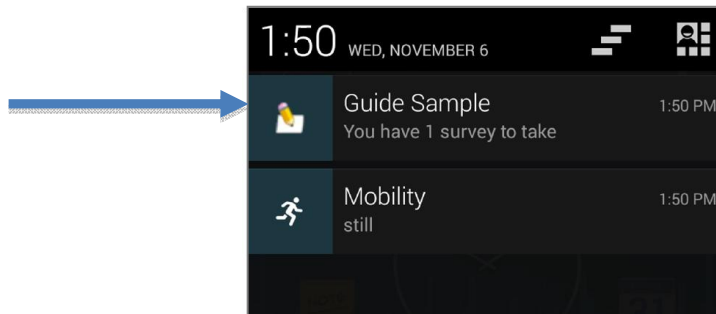 1:50 WED, NOVEMBER 6
Guide Sample 1:50 PM
You have 1 survey to take
Mobility 1:50 PM
still
31